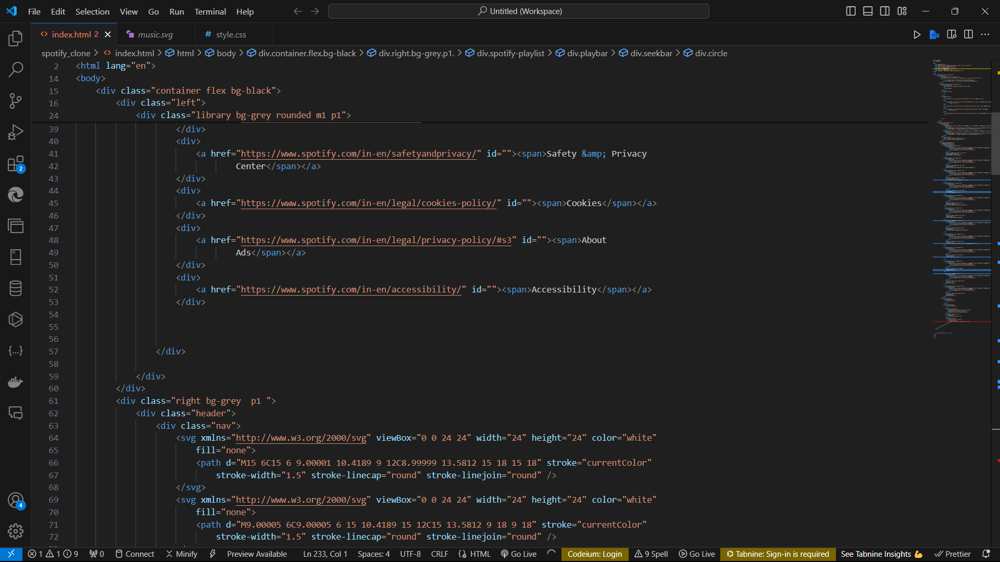 File Edit Selection View Go Run Terminal Help
Untitled (Workspace)
index.html 2
music.svg
# style.css
spotify_clone > index.html > html > body > div.container.flex.bg-black > div.right.bg-grey.p1. > div.spotify-playlist > div.playbar > div.seekbar > div.circle
2 <html lang="en">
14 <body>
15 <div class="container flex bg-black">
16 <div class="left">
24 <div class="library bg-grey rounded m1 p1">
39 </div>
40 <div>
41 <a href="https://www.spotify.com/in-en/safetyandprivacy/" id=""><span>Safety &amp; Privacy
42 Center</span></a>
43 </div>
44 <div>
45 <a href="https://www.spotify.com/in-en/legal/cookies-policy/" id=""><span>Cookies</span></a>
46 </div>
47 <div>
48 <a href="https://www.spotify.com/in-en/legal/privacy-policy/#s3" id=""><span>About
49 Ads</span></a>
50 </div>
51 <div>
52 <a href="https://www.spotify.com/in-en/accessibility/" id=""><span>Accessibility</span></a>
53 </div>
54
55
56
57 </div>
58
59 </div>
60 </div>
61 <div class="right bg-grey  p1 ">
62 <div class="header">
63 <div class="nav">
64 <svg xmlns="http://www.w3.org/2000/svg" viewBox="0 0 24 24" width="24" height="24" color="white"
65 fill="none">
66 <path d="M15 6C15 6 9.00001 10.4189 9 12C8.99999 13.5812 15 18 15 18" stroke="currentColor"
67 stroke-width="1.5" stroke-linecap="round" stroke-linejoin="round" />
68 </svg>
69 <svg xmlns="http://www.w3.org/2000/svg" viewBox="0 0 24 24" width="24" height="24" color="white"
70 fill="none">
71 <path d="M9.00005 6C9.00005 6 15 10.4189 15 12C15 13.5812 9 18 9 18" stroke="currentColor"
72 stroke-width="1.5" stroke-linecap="round" stroke-linejoin="round" />
2
4
1 1 9 0 Connect Minify Preview Available Ln 233, Col 1 Spaces: 4 UTF-8 CRLF HTML Go Live Codeium: Login 9 Spell Go Live Tabnine: Sign-in is required See Tabnine Insights 💪 Prettier